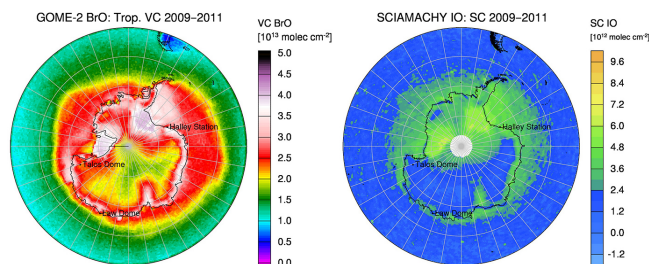 GOME-2 BrO: Trop. VC 2009-2011
VC BrO
[10¹³ molec cm⁻²]
5.0
4.5
4.0
3.5
3.0
2.5
2.0
1.5
1.0
0.5
0.0
Halley Station
Talos Dome
Law Dome
SCIAMACHY IO: SC 2009-2011
SC IO
[10¹² molec cm⁻²]
9.6
8.4
7.2
6.0
4.8
3.6
2.4
1.2
0.0
-1.2
Halley Station
Talos Dome
Law Dome